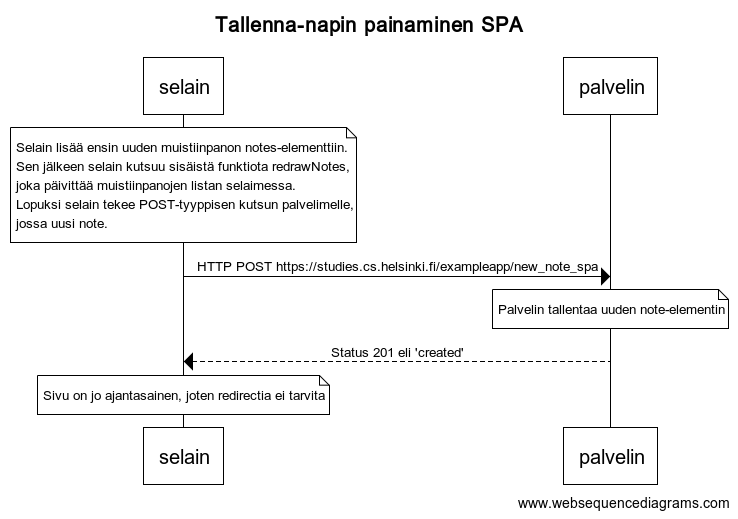 Tallenna-napin painaminen SPA
selain
palvelin
Selain lisää ensin uuden muistiinpanon notes-elementtiin.
Sen jälkeen selain kutsuu sisäistä funktiota redrawNotes,
joka päivittää muistiinpanojen listan selaimessa.
Lopuksi selain tekee POST-tyyppisen kutsun palvelimelle,
jossa uusi note.
HTTP POST https://studies.cs.helsinki.fi/exampleapp/new_note_spa
Palvelin tallentaa uuden note-elementin
Status 201 eli 'created'
Sivu on jo ajantasainen, joten redirectia ei tarvita
selain
palvelin
www.websequencediagrams.com